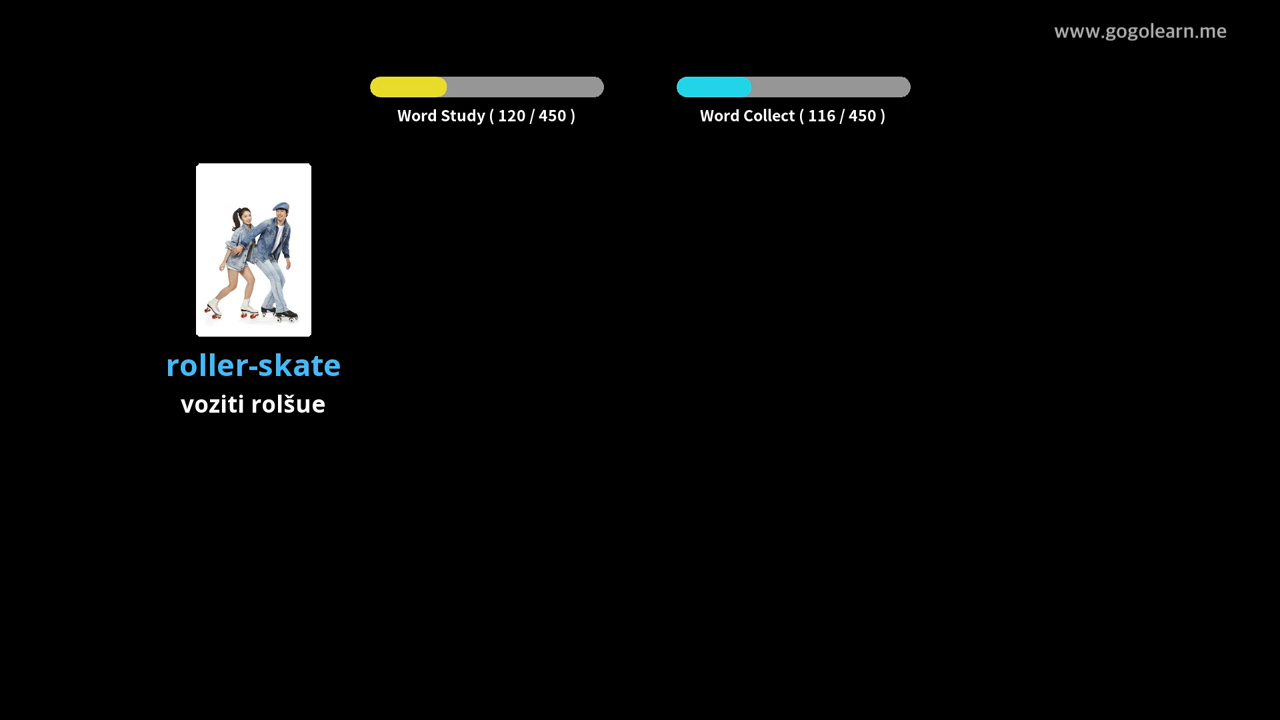 www.gogolearn.me
Word Study ( 120 / 450 )
Word Collect ( 116 / 450 )
roller-skate
voziti rolšue